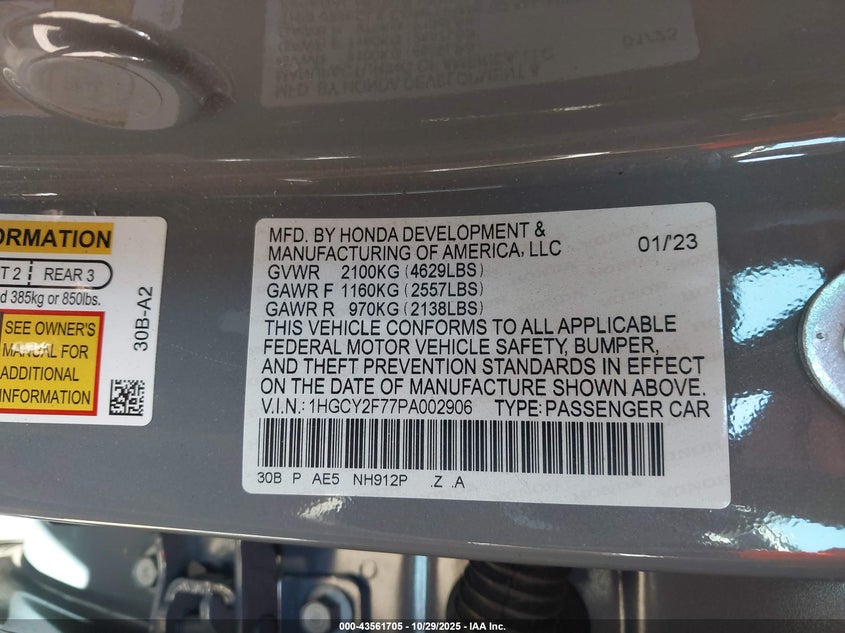 ORMATION
T 2 REAR 3
d 385kg or 850lbs.
SEE OWNER'S
MANUAL FOR
ADDITIONAL
INFORMATION
30B-A2
MFD. BY HONDA DEVELOPMENT &
MANUFACTURING OF AMERICA, LLC 01/'23
GVWR 2100KG (4629LBS)
GAWR F 1160KG (2557LBS)
GAWR R 970KG (2138LBS)
THIS VEHICLE CONFORMS TO ALL APPLICABLE
FEDERAL MOTOR VEHICLE SAFETY, BUMPER,
AND THEFT PREVENTION STANDARDS IN EFFECT
ON THE DATE OF MANUFACTURE SHOWN ABOVE.
V.I.N.: 1HGCY2F77PA002906 TYPE: PASSENGER CAR
30B P AE5 NH912P .Z .A
000-43561705 - 10/29/2025 - IAA Inc.